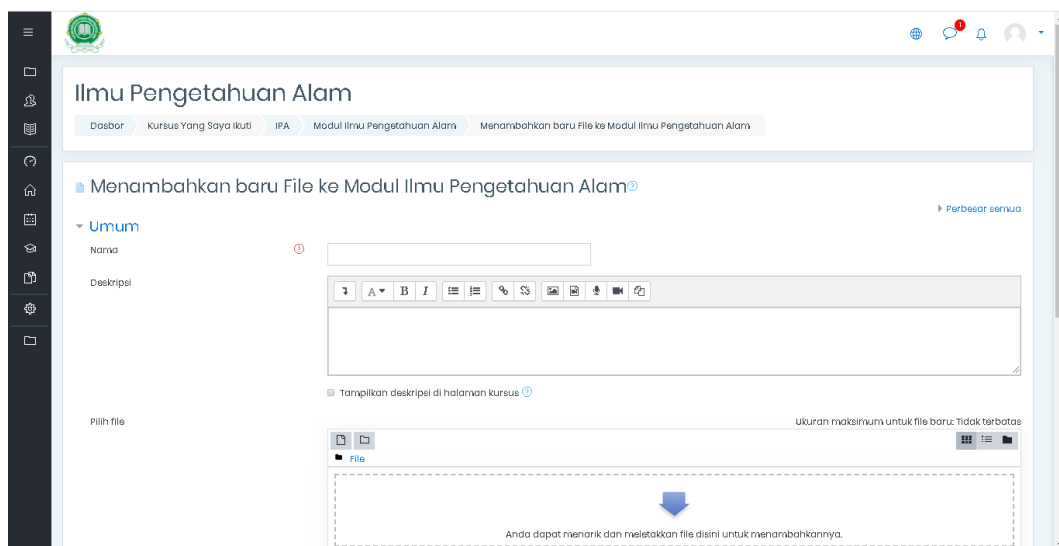 1
Ilmu Pengetahuan Alam
Dasbor Kursus Yang Saya Ikuti IPA Modul Ilmu Pengetahuan Alam Menambahkan baru File ke Modul Ilmu Pengetahuan Alam
Menambahkan baru File ke Modul Ilmu Pengetahuan Alam
Perbesar semua
Umum
Nama
Deskripsi
A B I
Tampilkan deskripsi di halaman kursus
Pilih file
Ukuran maksimum untuk file baru: Tidak terbatas
File
Anda dapat menarik dan meletakkan file disini untuk menambahkannya.